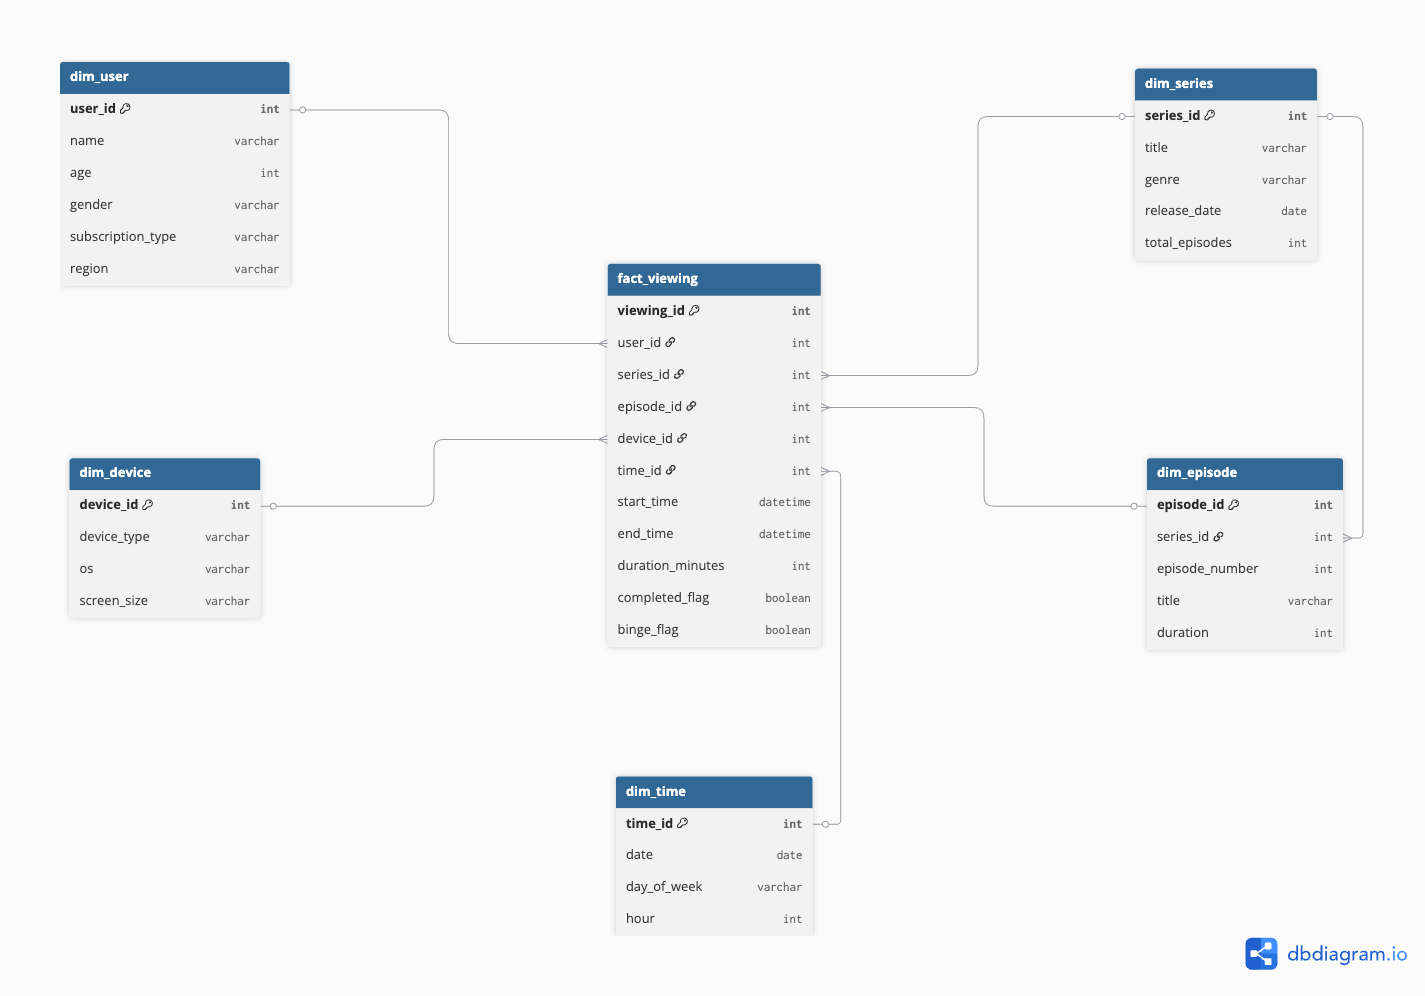 dim_user
user_id int
name varchar
age int
gender varchar
subscription_type varchar
region varchar
dim_series
series_id int
title varchar
genre varchar
release_date date
total_episodes int
fact_viewing
viewing_id int
user_id int
series_id int
episode_id int
device_id int
time_id int
start_time datetime
end_time datetime
duration_minutes int
completed_flag boolean
binge_flag boolean
dim_device
device_id int
device_type varchar
os varchar
screen_size varchar
dim_episode
episode_id int
series_id int
episode_number int
title varchar
duration int
dim_time
time_id int
date date
day_of_week varchar
hour int
dbdiagram.io